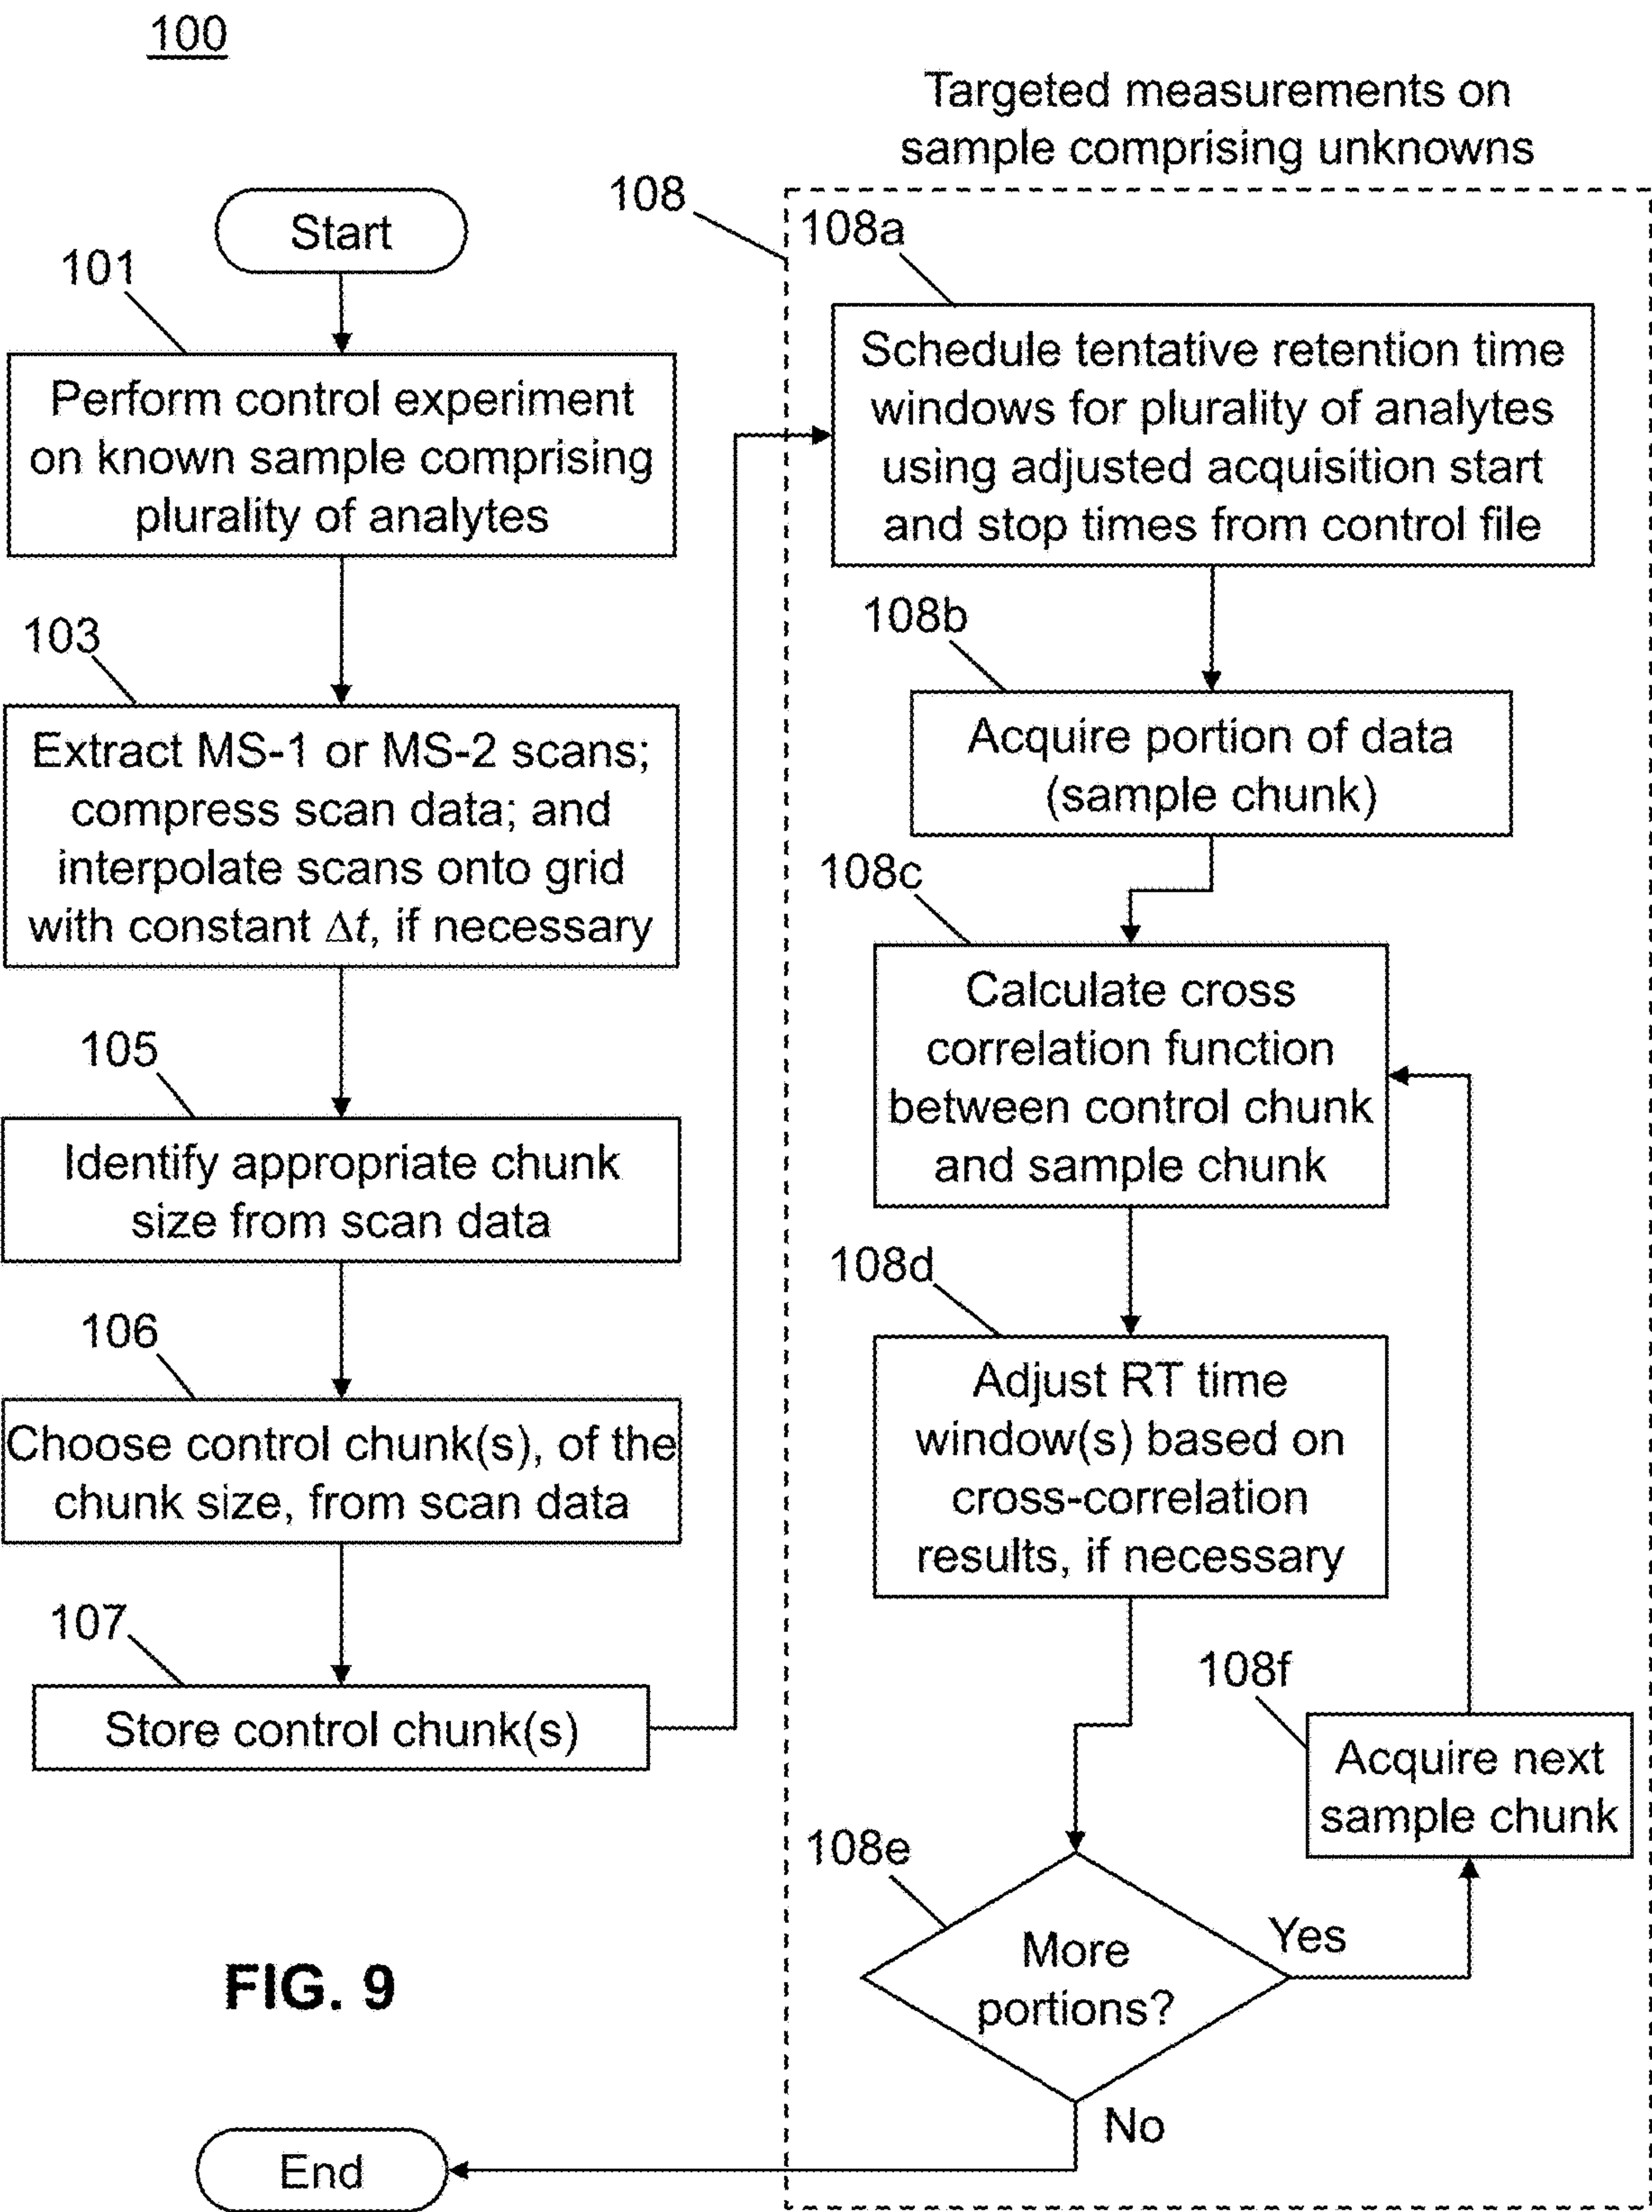 100
Start
101
Perform control experiment
on known sample comprising
plurality of analytes
103
Extract MS-1 or MS-2 scans;
compress scan data; and
interpolate scans onto grid
with constant Δt, if necessary
105
Identify appropriate chunk
size from scan data
106
Choose control chunk(s), of the
chunk size, from scan data
107
Store control chunk(s)
Targeted measurements on
sample comprising unknowns
108
108a
Schedule tentative retention time
windows for plurality of analytes
using adjusted acquisition start
and stop times from control file
108b
Acquire portion of data
(sample chunk)
108c
Calculate cross
correlation function
between control chunk
and sample chunk
108d
Adjust RT time
window(s) based on
cross-correlation
results, if necessary
108e
More
portions?
Yes
108f
Acquire next
sample chunk
No
End
FIG. 9